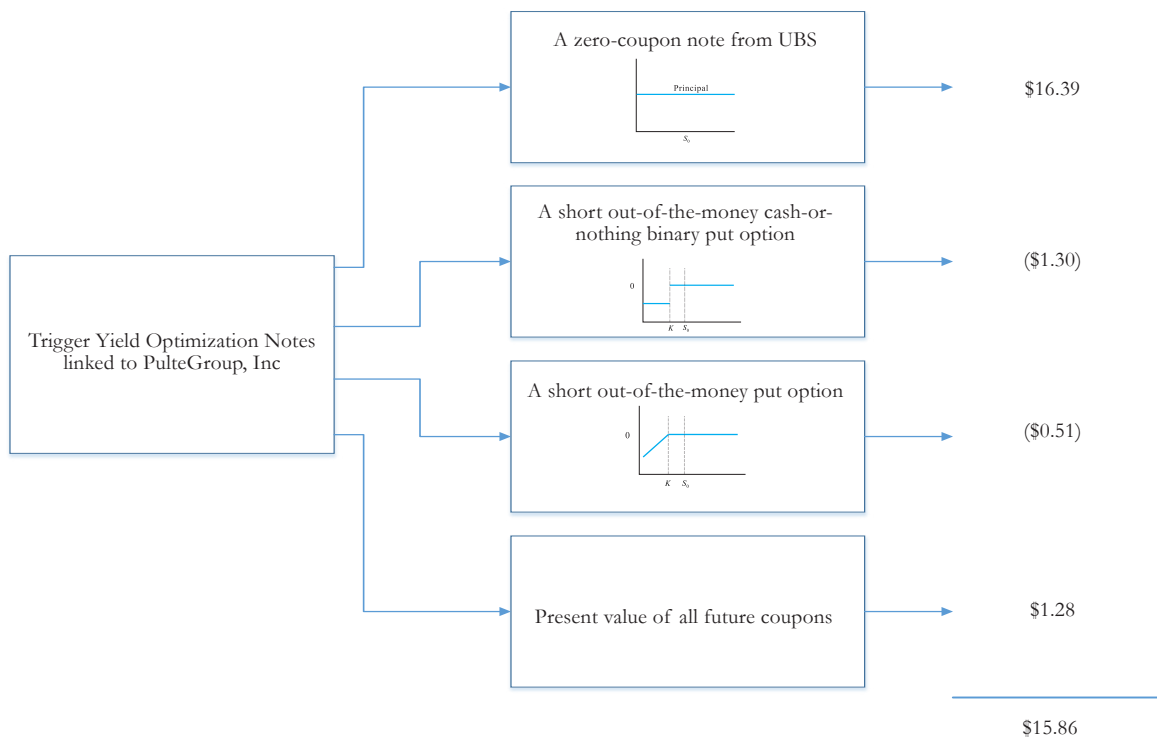 A zero-coupon note from UBS
Principal
S0
$16.39
A short out-of-the-money cash-or-
nothing binary put option
0
K S0
($1.30)
Trigger Yield Optimization Notes
linked to PulteGroup, Inc
A short out-of-the-money put option
0
K S0
($0.51)
Present value of all future coupons
$1.28
$15.86